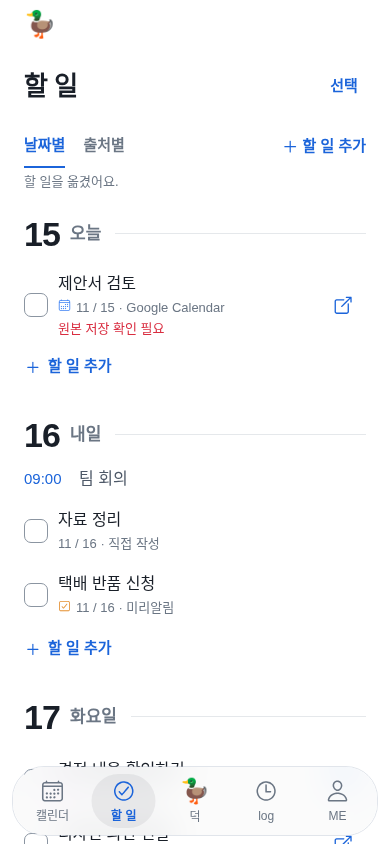 할 일
선택
날짜별 출처별 + 할 일 추가
할 일을 옮겼어요.
15 오늘
제안서 검토
11 / 15 · Google Calendar
원본 저장 확인 필요
+ 할 일 추가
16 내일
09:00 팀 회의
자료 정리
11 / 16 · 직접 작성
택배 반품 신청
11 / 16 · 미리알림
+ 할 일 추가
17 화요일
캘린더 할 일 덕 log ME